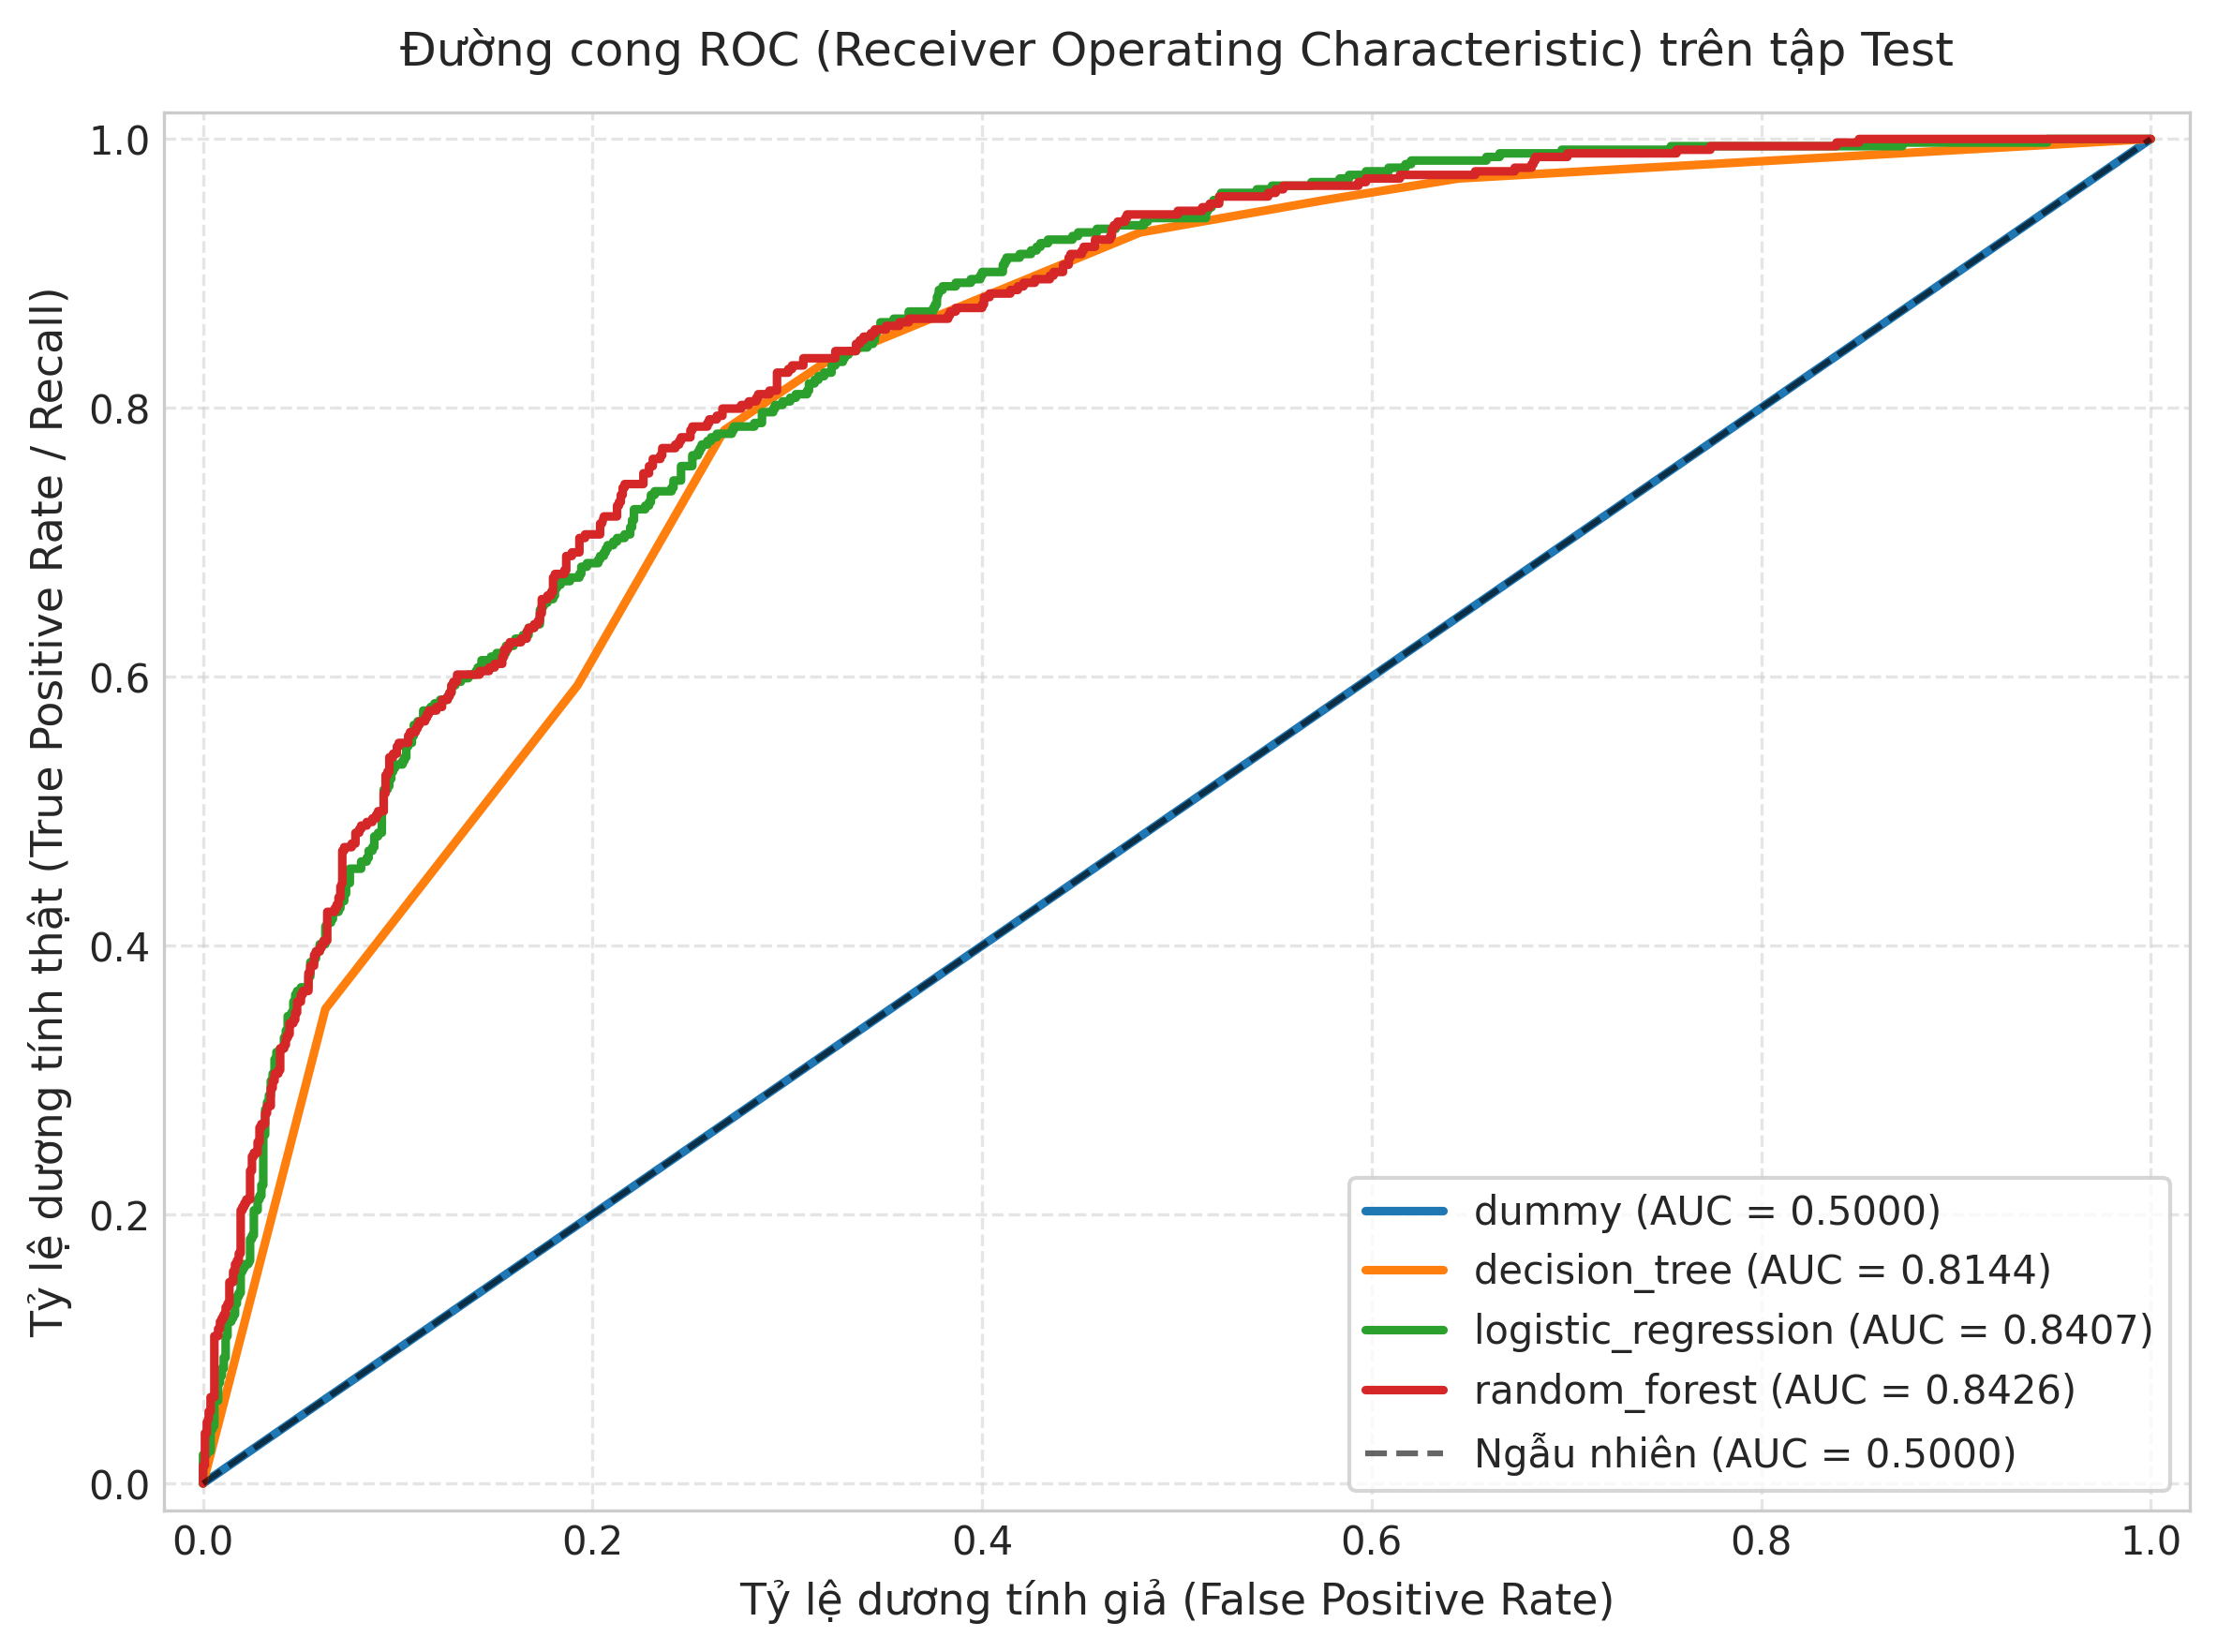 Đường cong ROC (Receiver Operating Characteristic) trên tập Test
Tỷ lệ dương tính thật (True Positive Rate / Recall)
1.0
0.8
0.6
0.4
0.2
0.0
0.0 0.2 0.4 0.6 0.8 1.0
Tỷ lệ dương tính giả (False Positive Rate)
dummy (AUC = 0.5000)
decision_tree (AUC = 0.8144)
logistic_regression (AUC = 0.8407)
random_forest (AUC = 0.8426)
Ngẫu nhiên (AUC = 0.5000)